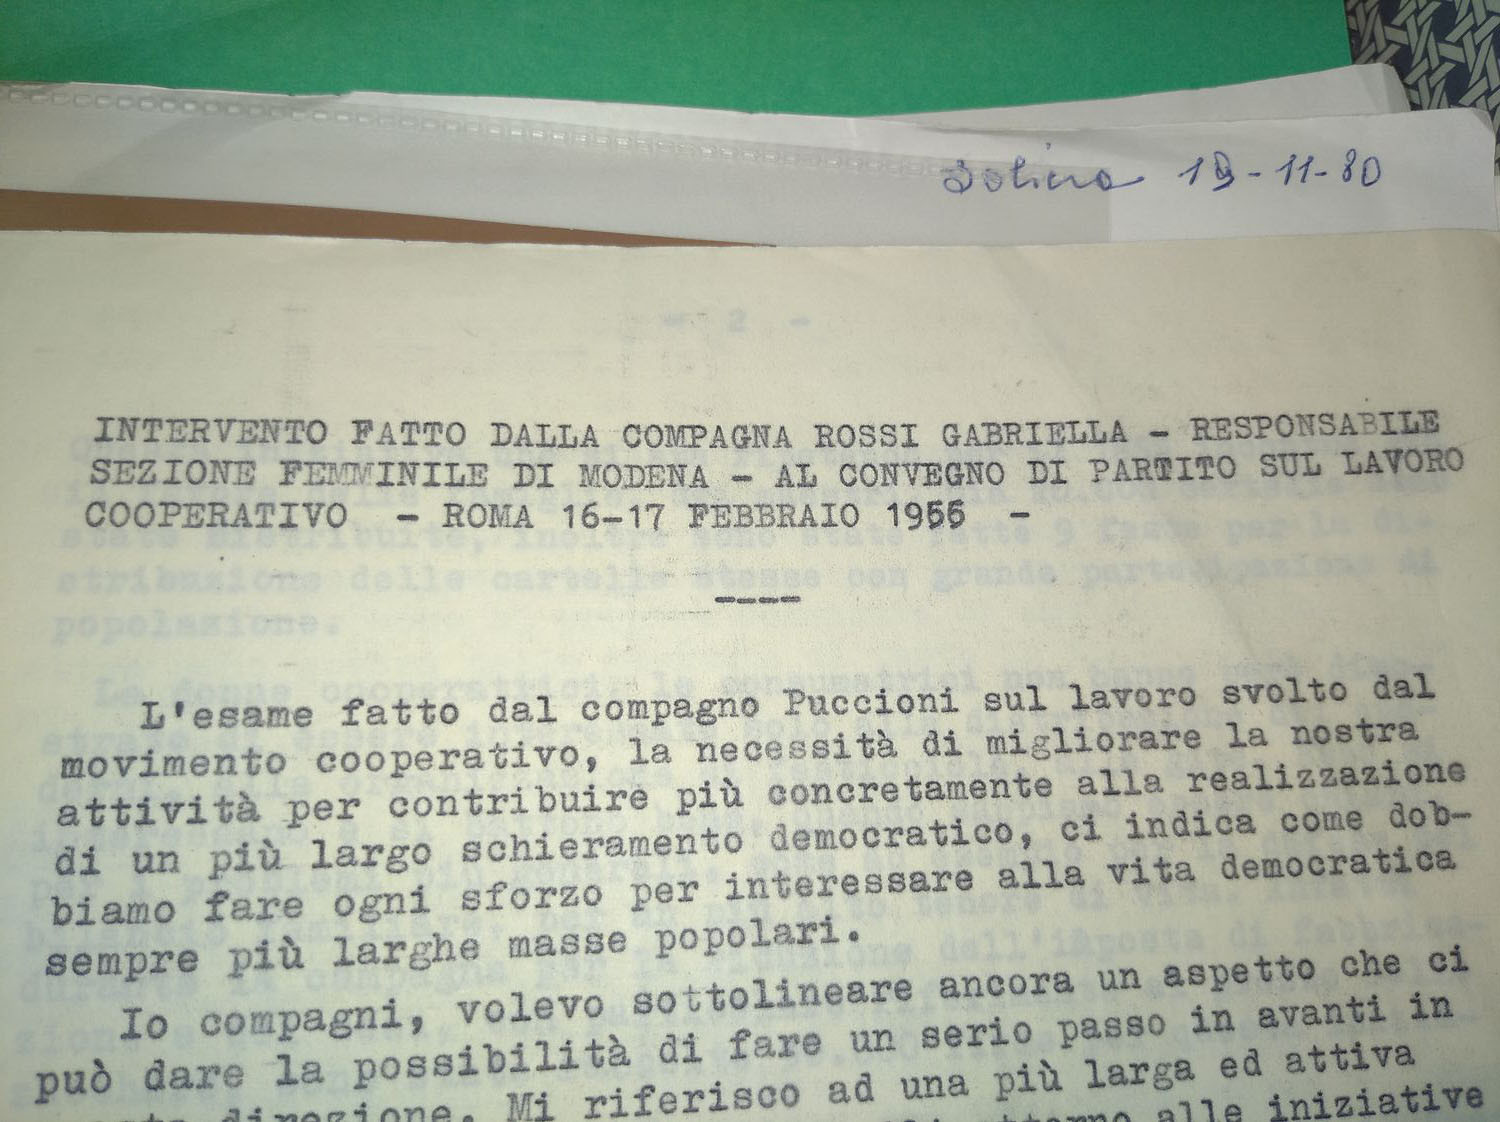 Soliera 19-11-80
- 2 -
INTERVENTO FATTO DALLA COMPAGNA ROSSI GABRIELLA - RESPONSABILE
SEZIONE FEMMINILE DI MODENA - AL CONVEGNO DI PARTITO SUL LAVORO
COOPERATIVO - ROMA 16-17 FEBBRAIO 1956 -
----
L'esame fatto dal compagno Puccioni sul lavoro svolto dal
movimento cooperativo, la necessità di migliorare la nostra
attività per contribuire più concretamente alla realizzazione
di un più largo schieramento democratico, ci indica come dob-
biamo fare ogni sforzo per interessare alla vita democratica
sempre più larghe masse popolari.
Io compagni, volevo sottolineare ancora un aspetto che ci
può dare la possibilità di fare un serio passo in avanti in
direzione. Mi riferisco ad una più larga ed attiva
attorno alle iniziative